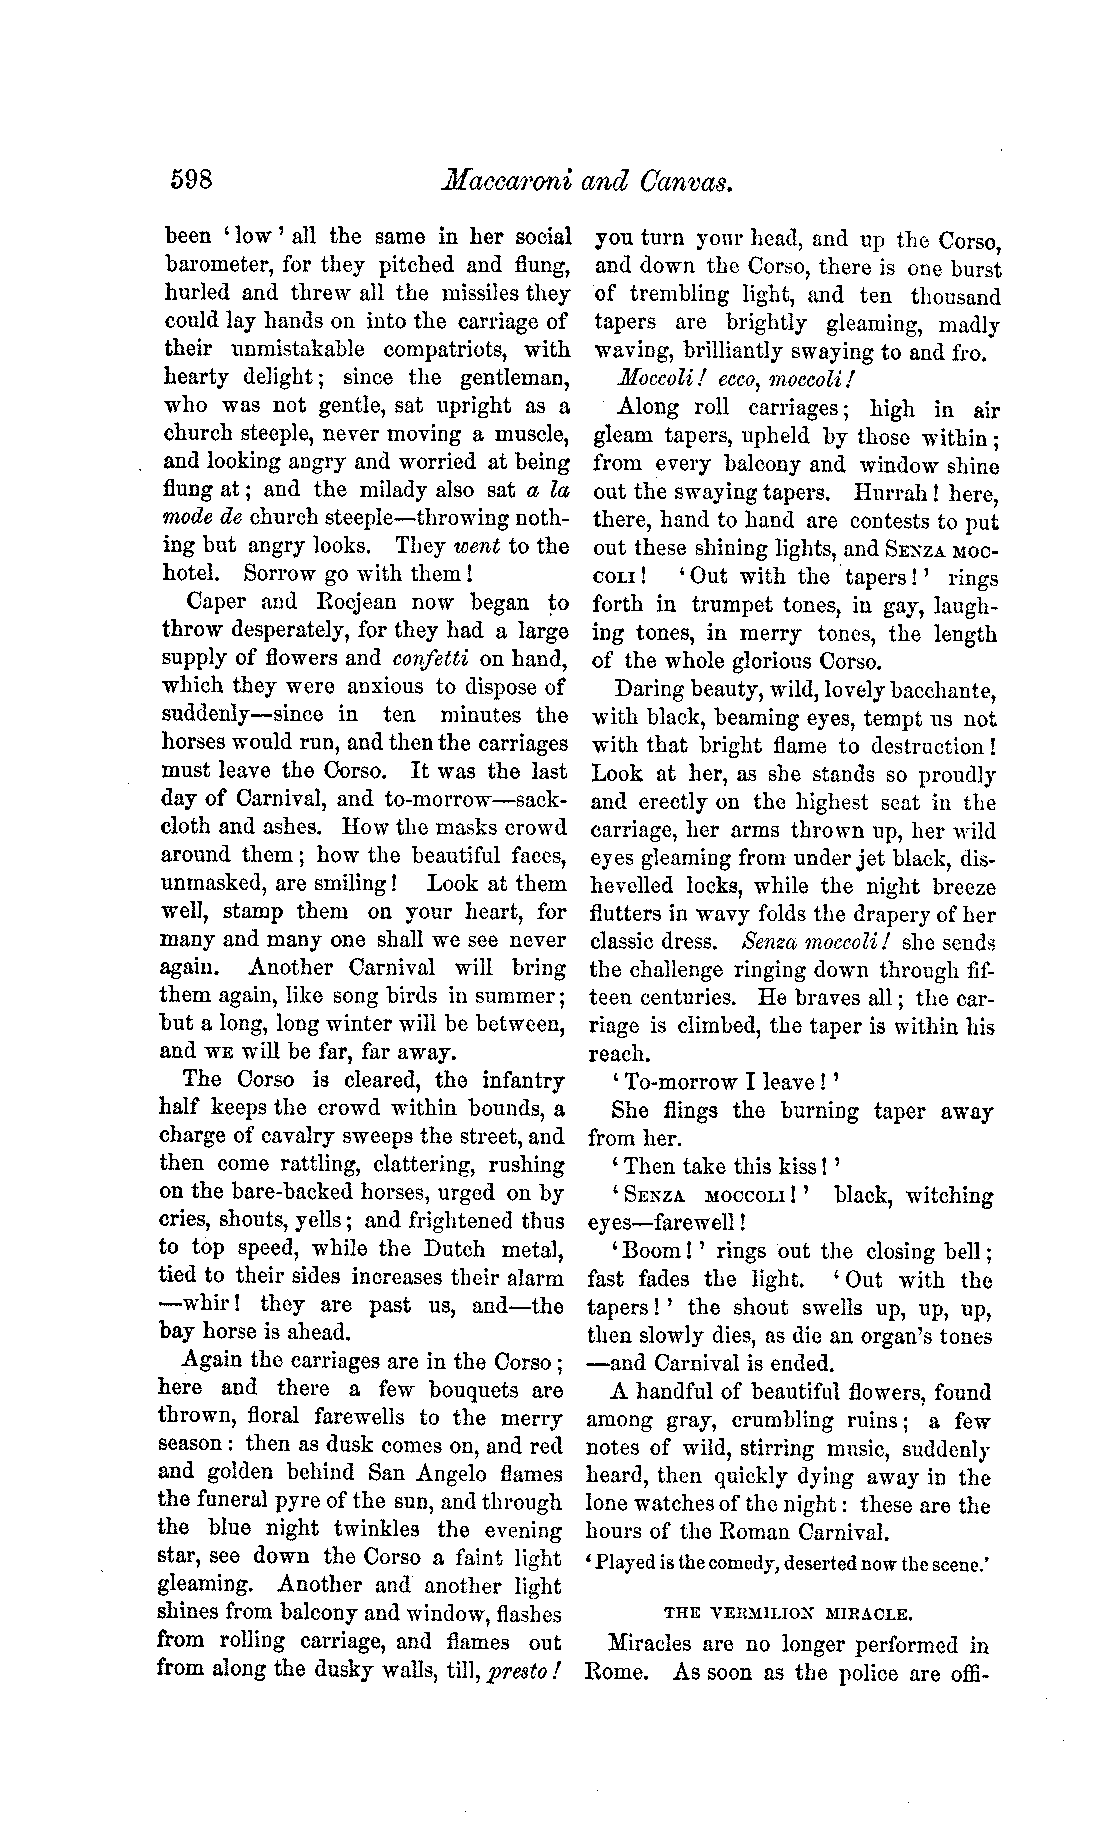 598
Maccaroni and Canvas.
been ‘low’ all the same in her social
barometer, for they pitched and flung,
hurled and threw all the missiles they
could lay hands on into the carriage of
their unmistakable compatriots, with
hearty delight; since the gentleman,
who was not gentle, sat upright as a
church steeple, never moving a muscle,
and looking angry and worried at being
flung at; and the milady also sat a la
mode de church steeple—throwing noth-
ing but angry looks. They went to the
hotel. Sorrow go with them!
Caper and Rocjean now began to
throw desperately, for they had a large
supply of flowers and confetti on hand,
which they were anxious to dispose of
suddenly—since in ten minutes the
horses would run, and then the carriages
must leave the Corso. It was the last
day of Carnival, and to-morrow—sack-
cloth and ashes. How the masks crowd
around them; how the beautiful faces,
unmasked, are smiling! Look at them
well, stamp them on your heart, for
many and many one shall we see never
again. Another Carnival will bring
them again, like song birds in summer;
but a long, long winter will be between,
and WE will be far, far away.
The Corso is cleared, the infantry
half keeps the crowd within bounds, a
charge of cavalry sweeps the street, and
then come rattling, clattering, rushing
on the bare-backed horses, urged on by
cries, shouts, yells; and frightened thus
to top speed, while the Dutch metal,
tied to their sides increases their alarm
—whir! they are past us, and—the
bay horse is ahead.
Again the carriages are in the Corso;
here and there a few bouquets are
thrown, floral farewells to the merry
season: then as dusk comes on, and red
and golden behind San Angelo flames
the funeral pyre of the sun, and through
the blue night twinkles the evening
star, see down the Corso a faint light
gleaming. Another and another light
shines from balcony and window, flashes
from rolling carriage, and flames out
from along the dusky walls, till, presto!
you turn your head, and up the Corso,
and down the Corso, there is one burst
of trembling light, and ten thousand
tapers are brightly gleaming, madly
waving, brilliantly swaying to and fro.
Moccoli! ecco, moccoli!
Along roll carriages; high in air
gleam tapers, upheld by those within;
from every balcony and window shine
out the swaying tapers. Hurrah! here,
there, hand to hand are contests to put
out these shining lights, and SENZA MOC-
COLI! ‘Out with the tapers!’ rings
forth in trumpet tones, in gay, laugh-
ing tones, in merry tones, the length
of the whole glorious Corso.
Daring beauty, wild, lovely bacchante,
with black, beaming eyes, tempt us not
with that bright flame to destruction!
Look at her, as she stands so proudly
and erectly on the highest seat in the
carriage, her arms thrown up, her wild
eyes gleaming from under jet black, dis-
hevelled locks, while the night breeze
flutters in wavy folds the drapery of her
classic dress. Senza moccoli! she sends
the challenge ringing down through fif-
teen centuries. He braves all; the car-
riage is climbed, the taper is within his
reach.
‘To-morrow I leave!’
She flings the burning taper away
from her.
‘Then take this kiss!’
‘SENZA MOCCOLI!’ black, witching
eyes—farewell!
‘Boom!’ rings out the closing bell;
fast fades the light. ‘Out with the
tapers!’ the shout swells up, up, up,
then slowly dies, as die an organ's tones
—and Carnival is ended.
A handful of beautiful flowers, found
among gray, crumbling ruins; a few
notes of wild, stirring music, suddenly
heard, then quickly dying away in the
lone watches of the night: these are the
hours of the Roman Carnival.
‘Played is the comedy, deserted now the scene.’
THE VERMILION MIRACLE.
Miracles are no longer performed in
Rome. As soon as the police are offi-